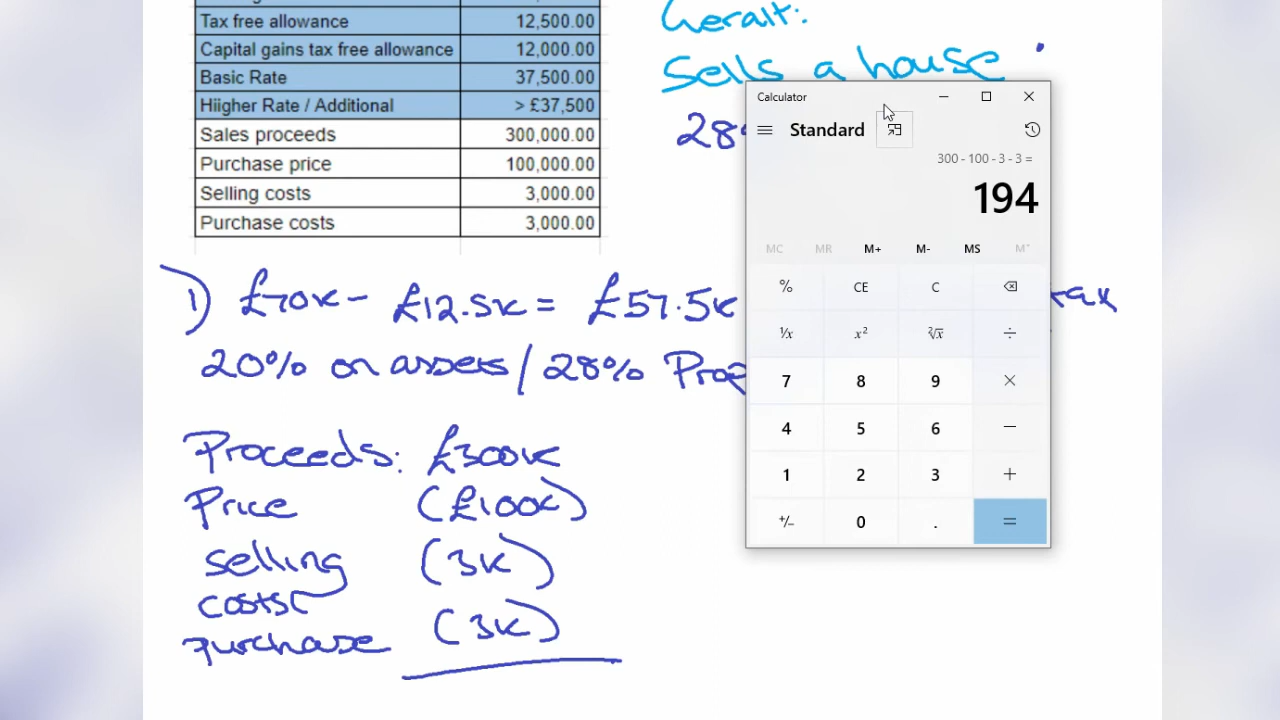 Tax free allowance 12,500.00
Capital gains tax free allowance 12,000.00
Basic Rate 37,500.00
Hiigher Rate / Additional > £37,500
Sales proceeds 300,000.00
Purchase price 100,000.00
Selling costs 3,000.00
Purchase costs 3,000.00
Geralt:
Sells a house
28%
Calculator
Standard
300 - 100 - 3 - 3 =
194
MC MR M+ M- MS M˅
% CE C
¹/x x² ²√x ÷
7 8 9 ×
4 5 6 −
1 2 3 +
+/− 0 . =
1) £70k - £12.5k = £57.5k tax
20% on assets / 28% Prop
Proceeds: £300k
Price (£100k)
selling (3k)
costs
purchase (3k)